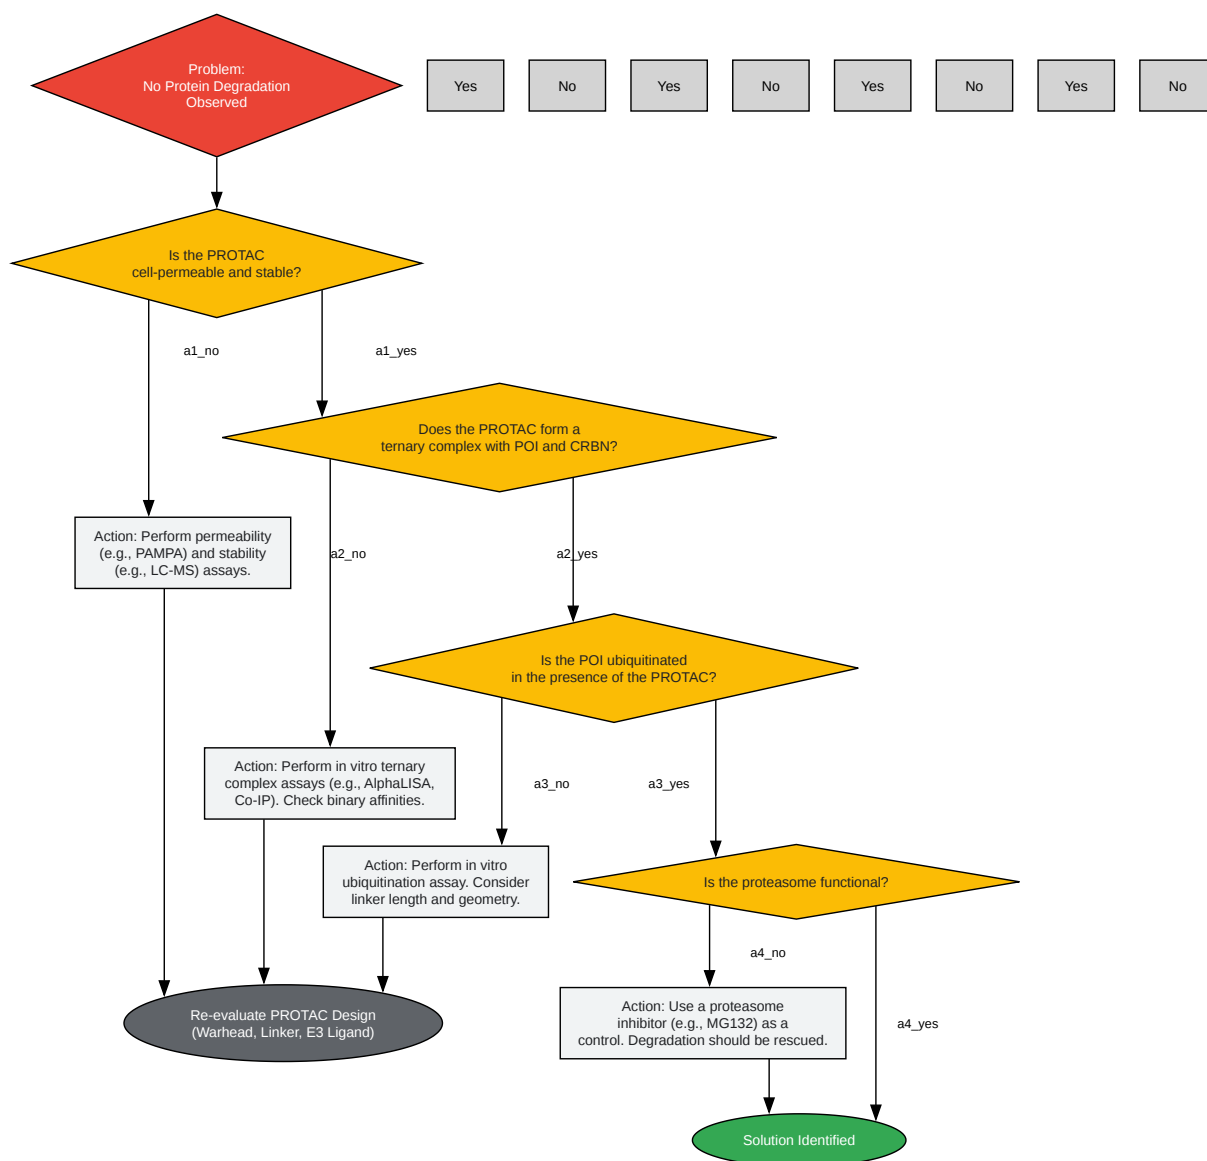 Problem:
No Protein Degradation
Observed
Yes
No
Yes
No
Yes
No
Yes
No
Is the PROTAC
cell-permeable and stable?
a1_no
a1_yes
Does the PROTAC form a
ternary complex with POI and CRBN?
Action: Perform permeability
(e.g., PAMPA) and stability
(e.g., LC-MS) assays.
a2_no
a2_yes
Is the POI ubiquitinated
in the presence of the PROTAC?
Action: Perform in vitro ternary
complex assays (e.g., AlphaLISA,
Co-IP). Check binary affinities.
a3_no
a3_yes
Action: Perform in vitro
ubiquitination assay. Consider
linker length and geometry.
Is the proteasome functional?
a4_no
Re-evaluate PROTAC Design
(Warhead, Linker, E3 Ligand)
Action: Use a proteasome
inhibitor (e.g., MG132) as a
control. Degradation should be rescued.
a4_yes
Solution Identified